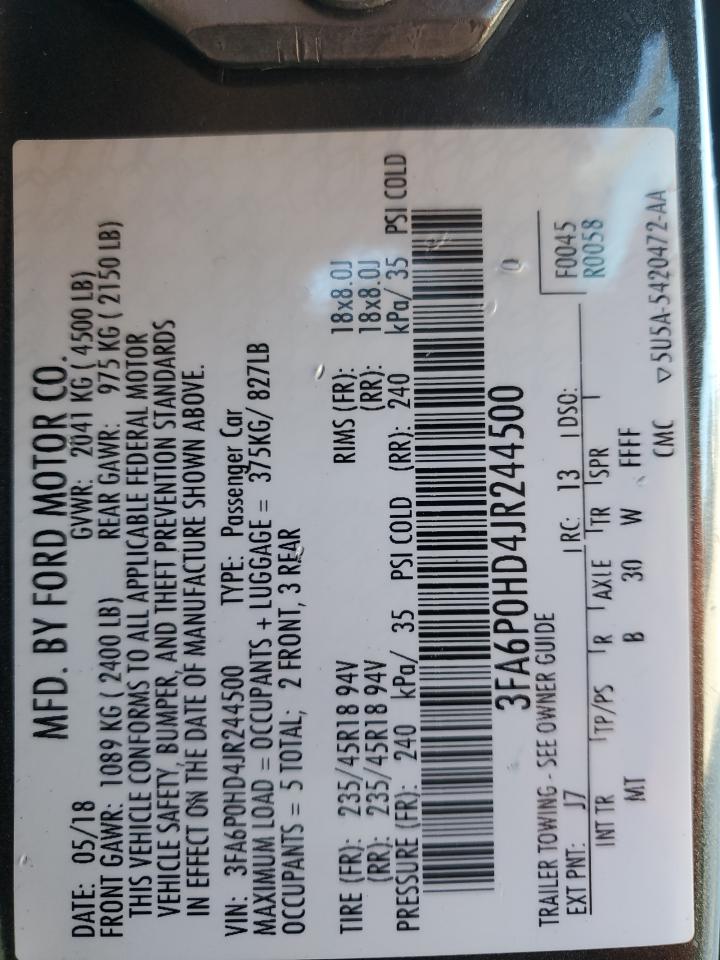 MFD. BY FORD MOTOR CO.
DATE: 05/18 GVWR: 2041 KG ( 4500 LB)
FRONT GAWR: 1089 KG ( 2400 LB) REAR GAWR: 975 KG ( 2150 LB)
THIS VEHICLE CONFORMS TO ALL APPLICABLE FEDERAL MOTOR
VEHICLE SAFETY, BUMPER, AND THEFT PREVENTION STANDARDS
IN EFFECT ON THE DATE OF MANUFACTURE SHOWN ABOVE.
VIN: 3FA6P0HD4JR244500 TYPE: Passenger Car
MAXIMUM LOAD = OCCUPANTS + LUGGAGE = 375KG/ 827LB
OCCUPANTS = 5 TOTAL; 2 FRONT, 3 REAR
TIRE (FR): 235/45R18 94V RIMS (FR): 18x8.0J
(RR): 235/45R18 94V (RR): 18x8.0J
PRESSURE (FR): 240 kPa/ 35 PSI COLD (RR): 240 kPa/ 35 PSI COLD
3FA6P0HD4JR244500 0
TRAILER TOWING - SEE OWNER GUIDE F0045
EXT PNT: J7 RC: 13 DSO: R0058
INT TR TP/PS R AXLE TR SPR
MT B 30 W FFFF
CMC ▽5U5A-5420472-AA